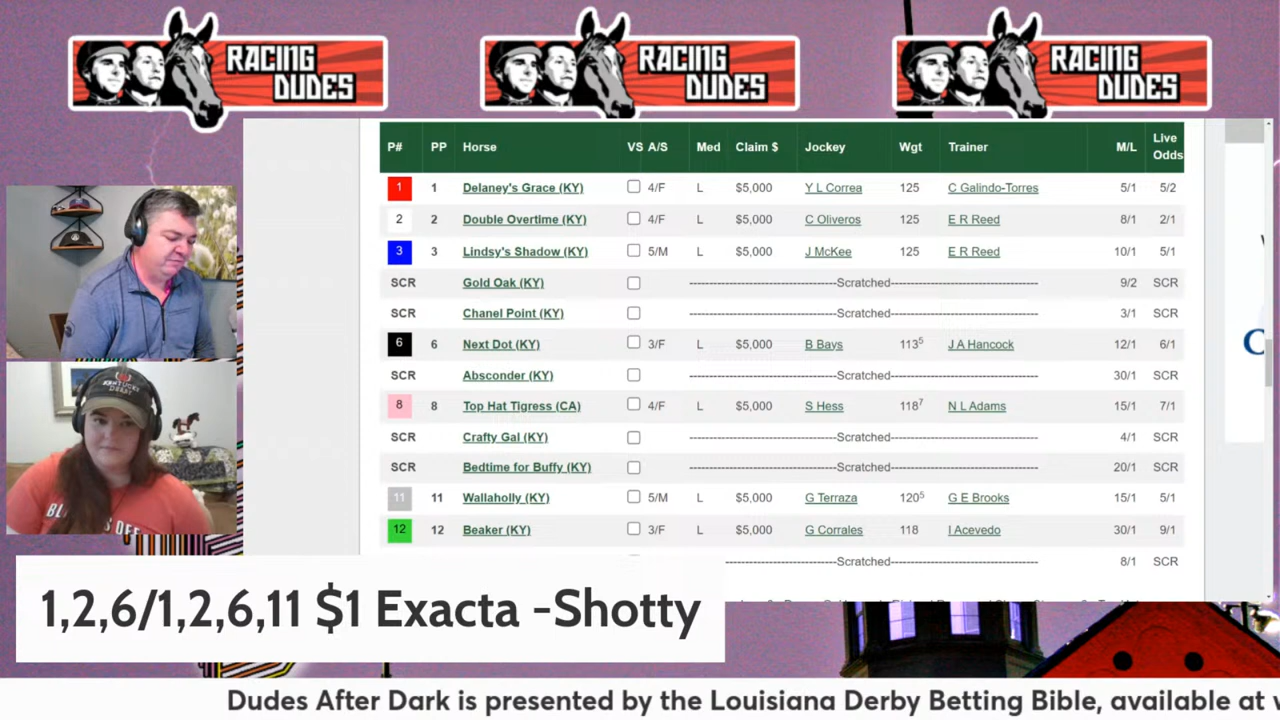 RACING DUDES
RACING DUDES
RACING DUDES
P# PP Horse VS A/S Med Claim $ Jockey Wgt Trainer M/L Live Odds
1 1 Delaney's Grace (KY) 4/F L $5,000 Y L Correa 125 C Galindo-Torres 5/1 5/2
2 2 Double Overtime (KY) 4/F L $5,000 C Oliveros 125 E R Reed 8/1 2/1
3 3 Lindsy's Shadow (KY) 5/M L $5,000 J McKee 125 E R Reed 10/1 5/1
SCR Gold Oak (KY) Scratched 9/2 SCR
SCR Chanel Point (KY) Scratched 3/1 SCR
6 6 Next Dot (KY) 3/F L $5,000 B Bays 113⁵ J A Hancock 12/1 6/1
SCR Absconder (KY) Scratched 30/1 SCR
8 8 Top Hat Tigress (CA) 4/F L $5,000 S Hess 118⁷ N L Adams 15/1 7/1
SCR Crafty Gal (KY) Scratched 4/1 SCR
SCR Bedtime for Buffy (KY) Scratched 20/1 SCR
11 11 Wallaholly (KY) 5/M L $5,000 G Terraza 120⁵ G E Brooks 15/1 5/1
12 12 Beaker (KY) 3/F L $5,000 G Corrales 118 I Acevedo 30/1 9/1
Scratched 8/1 SCR
KENTUCKY
DERBY
1,2,6/1,2,6,11 $1 Exacta -Shotty
Dudes After Dark is presented by the Louisiana Derby Betting Bible, available at